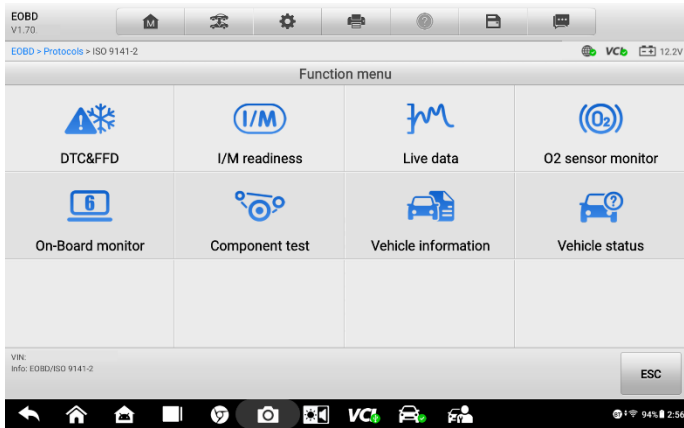 EOBD
V1.70.
M
?
EOBD > Protocols > ISO 9141-2
VCI
12.2V
Function menu
I/M
O2
DTC&FFD
I/M readiness
Live data
O2 sensor monitor
6
?
On-Board monitor
Component test
Vehicle information
Vehicle status
VIN:
Info: EOBD/ISO 9141-2
ESC
VCI
94% 2:56